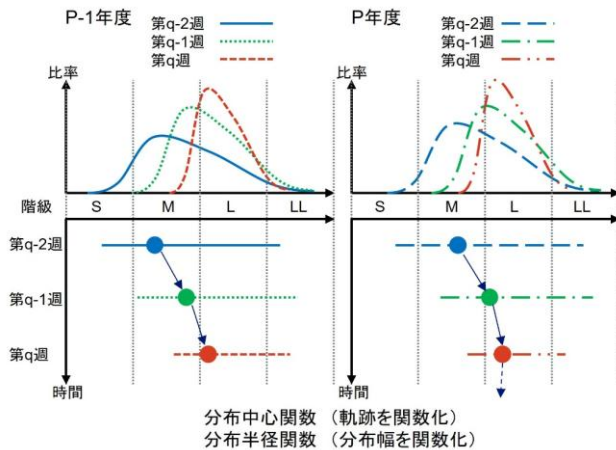 P-1年度
第q-2週
第q-1週
第q週
比率
階級 S M L LL
第q-2週
第q-1週
第q週
時間
P年度
第q-2週
第q-1週
第q週
比率
S M L LL
時間
分布中心関数 （軌跡を関数化）
分布半径関数 （分布幅を関数化）